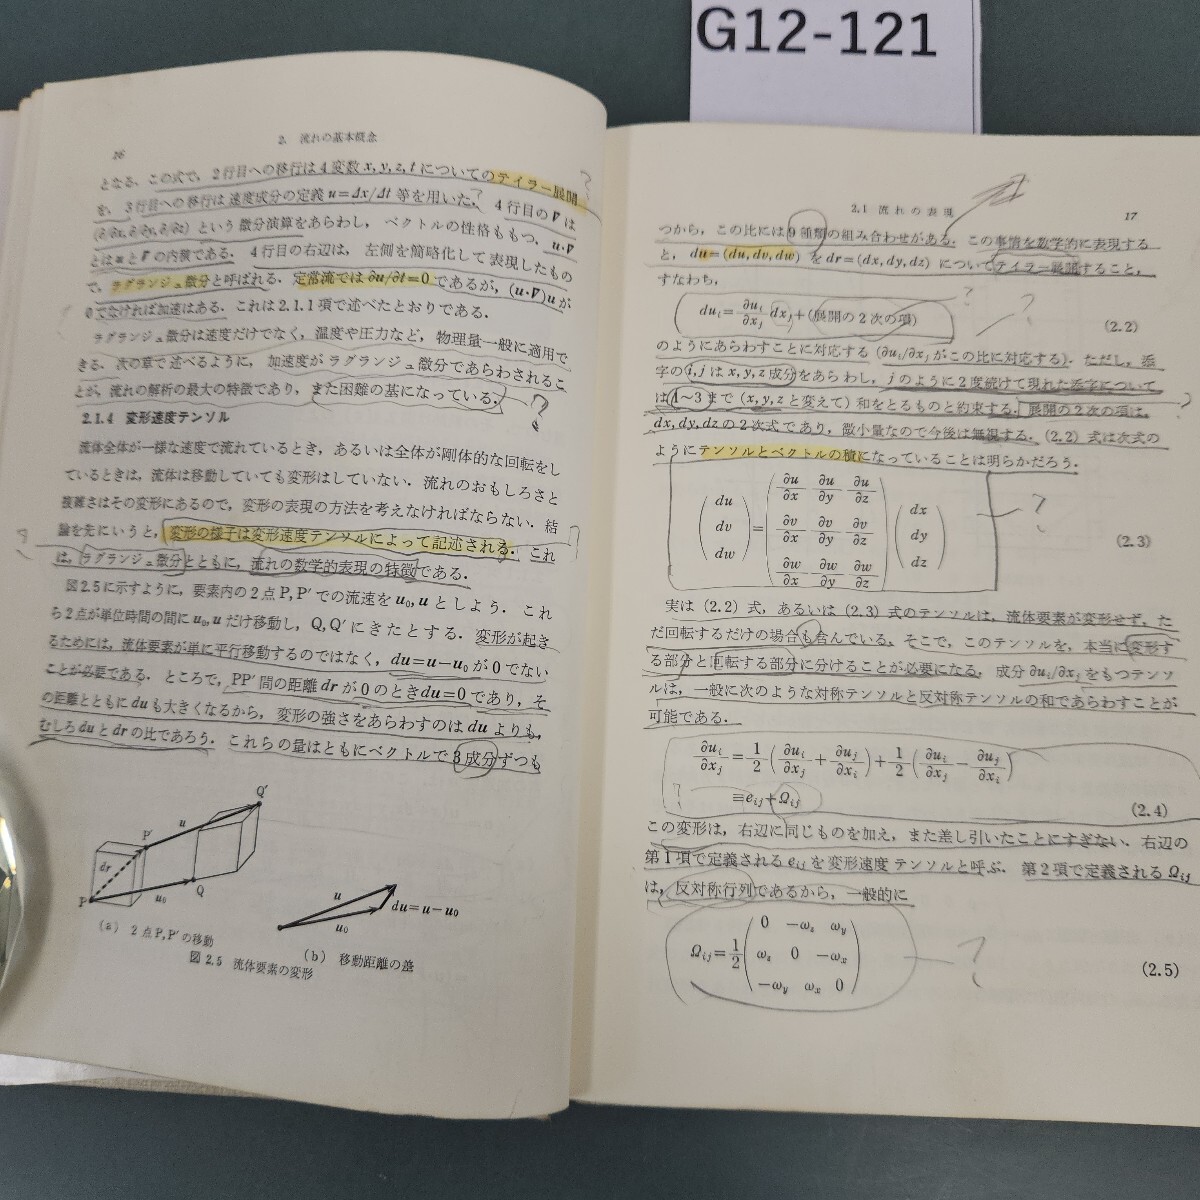 G12-121
2. 流れの基本概念
16
となる. この式で, 2行目への移行は4変数 x, y, z, t についてのテイラー展開
を, 3行目への移行は速度成分の定義 u=Δx/Δt 等を用いた. 4行目の∇は
(∂/∂x, ∂/∂y, ∂/∂z) という微分演算をあらわし, ベクトルの性格ももつ. u·∇
とは u と ∇ の内積である. 4行目の右辺は, 左側を簡略化して表現したもの
で, ラグランジュ微分と呼ばれる. 定常流では ∂u/∂t=0 であるが, (u·∇)u が
0でなければ加速はある. これは2.1.1項で述べたとおりである.
ラグランジュ微分は速度だけでなく, 温度や圧力など, 物理量一般に適用で
きる. 次の章で述べるように, 加速度がラグランジュ微分であらわされるこ
とが, 流れの解析の最大の特徴であり, また困難の基になっている.
2.1.4 変形速度テンソル
流体全体が一様な速度で流れているとき, あるいは全体が剛体的な回転をし
ているときは, 流体は移動していても変形はしていない. 流れのおもしろさと
複雑さはその変形にあるので, 変形の表現の方法を考えなければならない. 結
論を先にいうと, 変形の様子は変形速度テンソルによって記述される. これ
は, ラグランジュ微分とともに, 流れの数学的表現の特徴である.
図2.5に示すように, 要素内の2点P, P′での流速を u₀, u としよう. これ
ら2点が単位時間の間に u₀, u だけ移動し, Q, Q′にきたとする. 変形が起き
るためには, 流体要素が単に平行移動するのではなく, du=u−u₀ が0でない
ことが必要である. ところで, PP′間の距離 dr が0のとき du=0 であり, そ
の距離とともに du も大きくなるから, 変形の強さをあらわすのは du よりも,
むしろ du と dr の比であろう. これらの量はともにベクトルで3成分ずつも
Q′
u
P′
dr
P
u₀
Q
u
u₀
du=u−u₀
(a) 2点P, P′の移動
(b) 移動距離の差
図2.5 流体要素の変形
2.1 流れの表現
17
つから, この比には9種類の組み合わせがある. この事情を数学的に表現する
と, du=(du, dv, dw) を dr=(dx, dy, dz) についてテイラー展開すること,
すなわち,
duᵢ=∂uᵢ/∂xⱼ dxⱼ+(展開の2次の項) (2.2)
のようにあらわすことに対応する (∂uᵢ/∂xⱼ がこの比に対応する). ただし, 添
字の i, j は x, y, z 成分をあらわし, j のように2度続けて現れた添字について
は1~3まで (x, y, z と変えて) 和をとるものと約束する. 展開の2次の項は,
dx, dy, dz の2次式であり, 微小量なので今後は無視する. (2.2) 式は次式の
ようにテンソルとベクトルの積になっていることは明らかだろう.
(du dv dw)=(∂u/∂x ∂u/∂y ∂u/∂z
∂v/∂x ∂v/∂y ∂v/∂z
∂w/∂x ∂w/∂y ∂w/∂z)(dx dy dz) (2.3)
実は (2.2) 式, あるいは (2.3) 式のテンソルは, 流体要素が変形せず, た
だ回転するだけの場合も含んでいる. そこで, このテンソルを, 本当に変形す
る部分と回転する部分に分けることが必要になる. 成分 ∂uᵢ/∂xⱼ をもつテンソ
ルは, 一般に次のような対称テンソルと反対称テンソルの和であらわすことが
可能である.
∂uᵢ/∂xⱼ=1/2(∂uᵢ/∂xⱼ+∂uⱼ/∂xᵢ)+1/2(∂uᵢ/∂xⱼ−∂uⱼ/∂xᵢ)
≡eᵢⱼ+Ωᵢⱼ (2.4)
この変形は, 右辺に同じものを加え, また差し引いたことにすぎない. 右辺の
第1項で定義される eᵢⱼ を変形速度テンソルと呼ぶ. 第2項で定義される Ωᵢⱼ
は, 反対称行列であるから, 一般的に
Ωᵢⱼ=1/2(0 −ω_z ω_y
ω_z 0 −ω_x
−ω_y ω_x 0) (2.5)